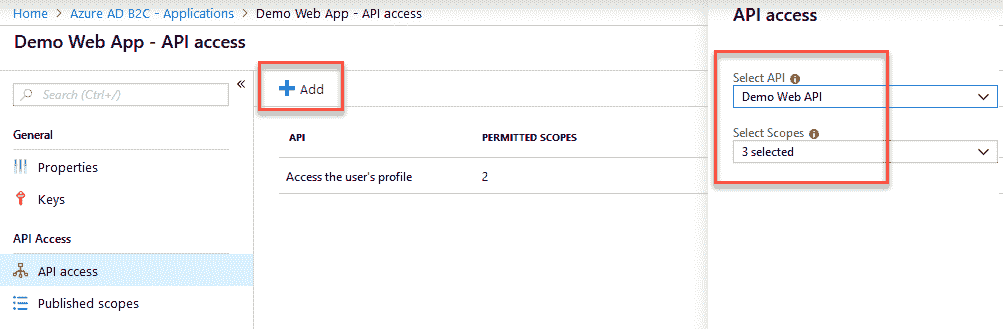 Home > Azure AD B2C - Applications > Demo Web App - API access
Demo Web App - API access
Search (Ctrl+/)
«
General
Properties
Keys
API Access
API access
Published scopes
Add
API PERMITTED SCOPES
Access the user's profile 2
API access
Select API
Demo Web API
Select Scopes
3 selected